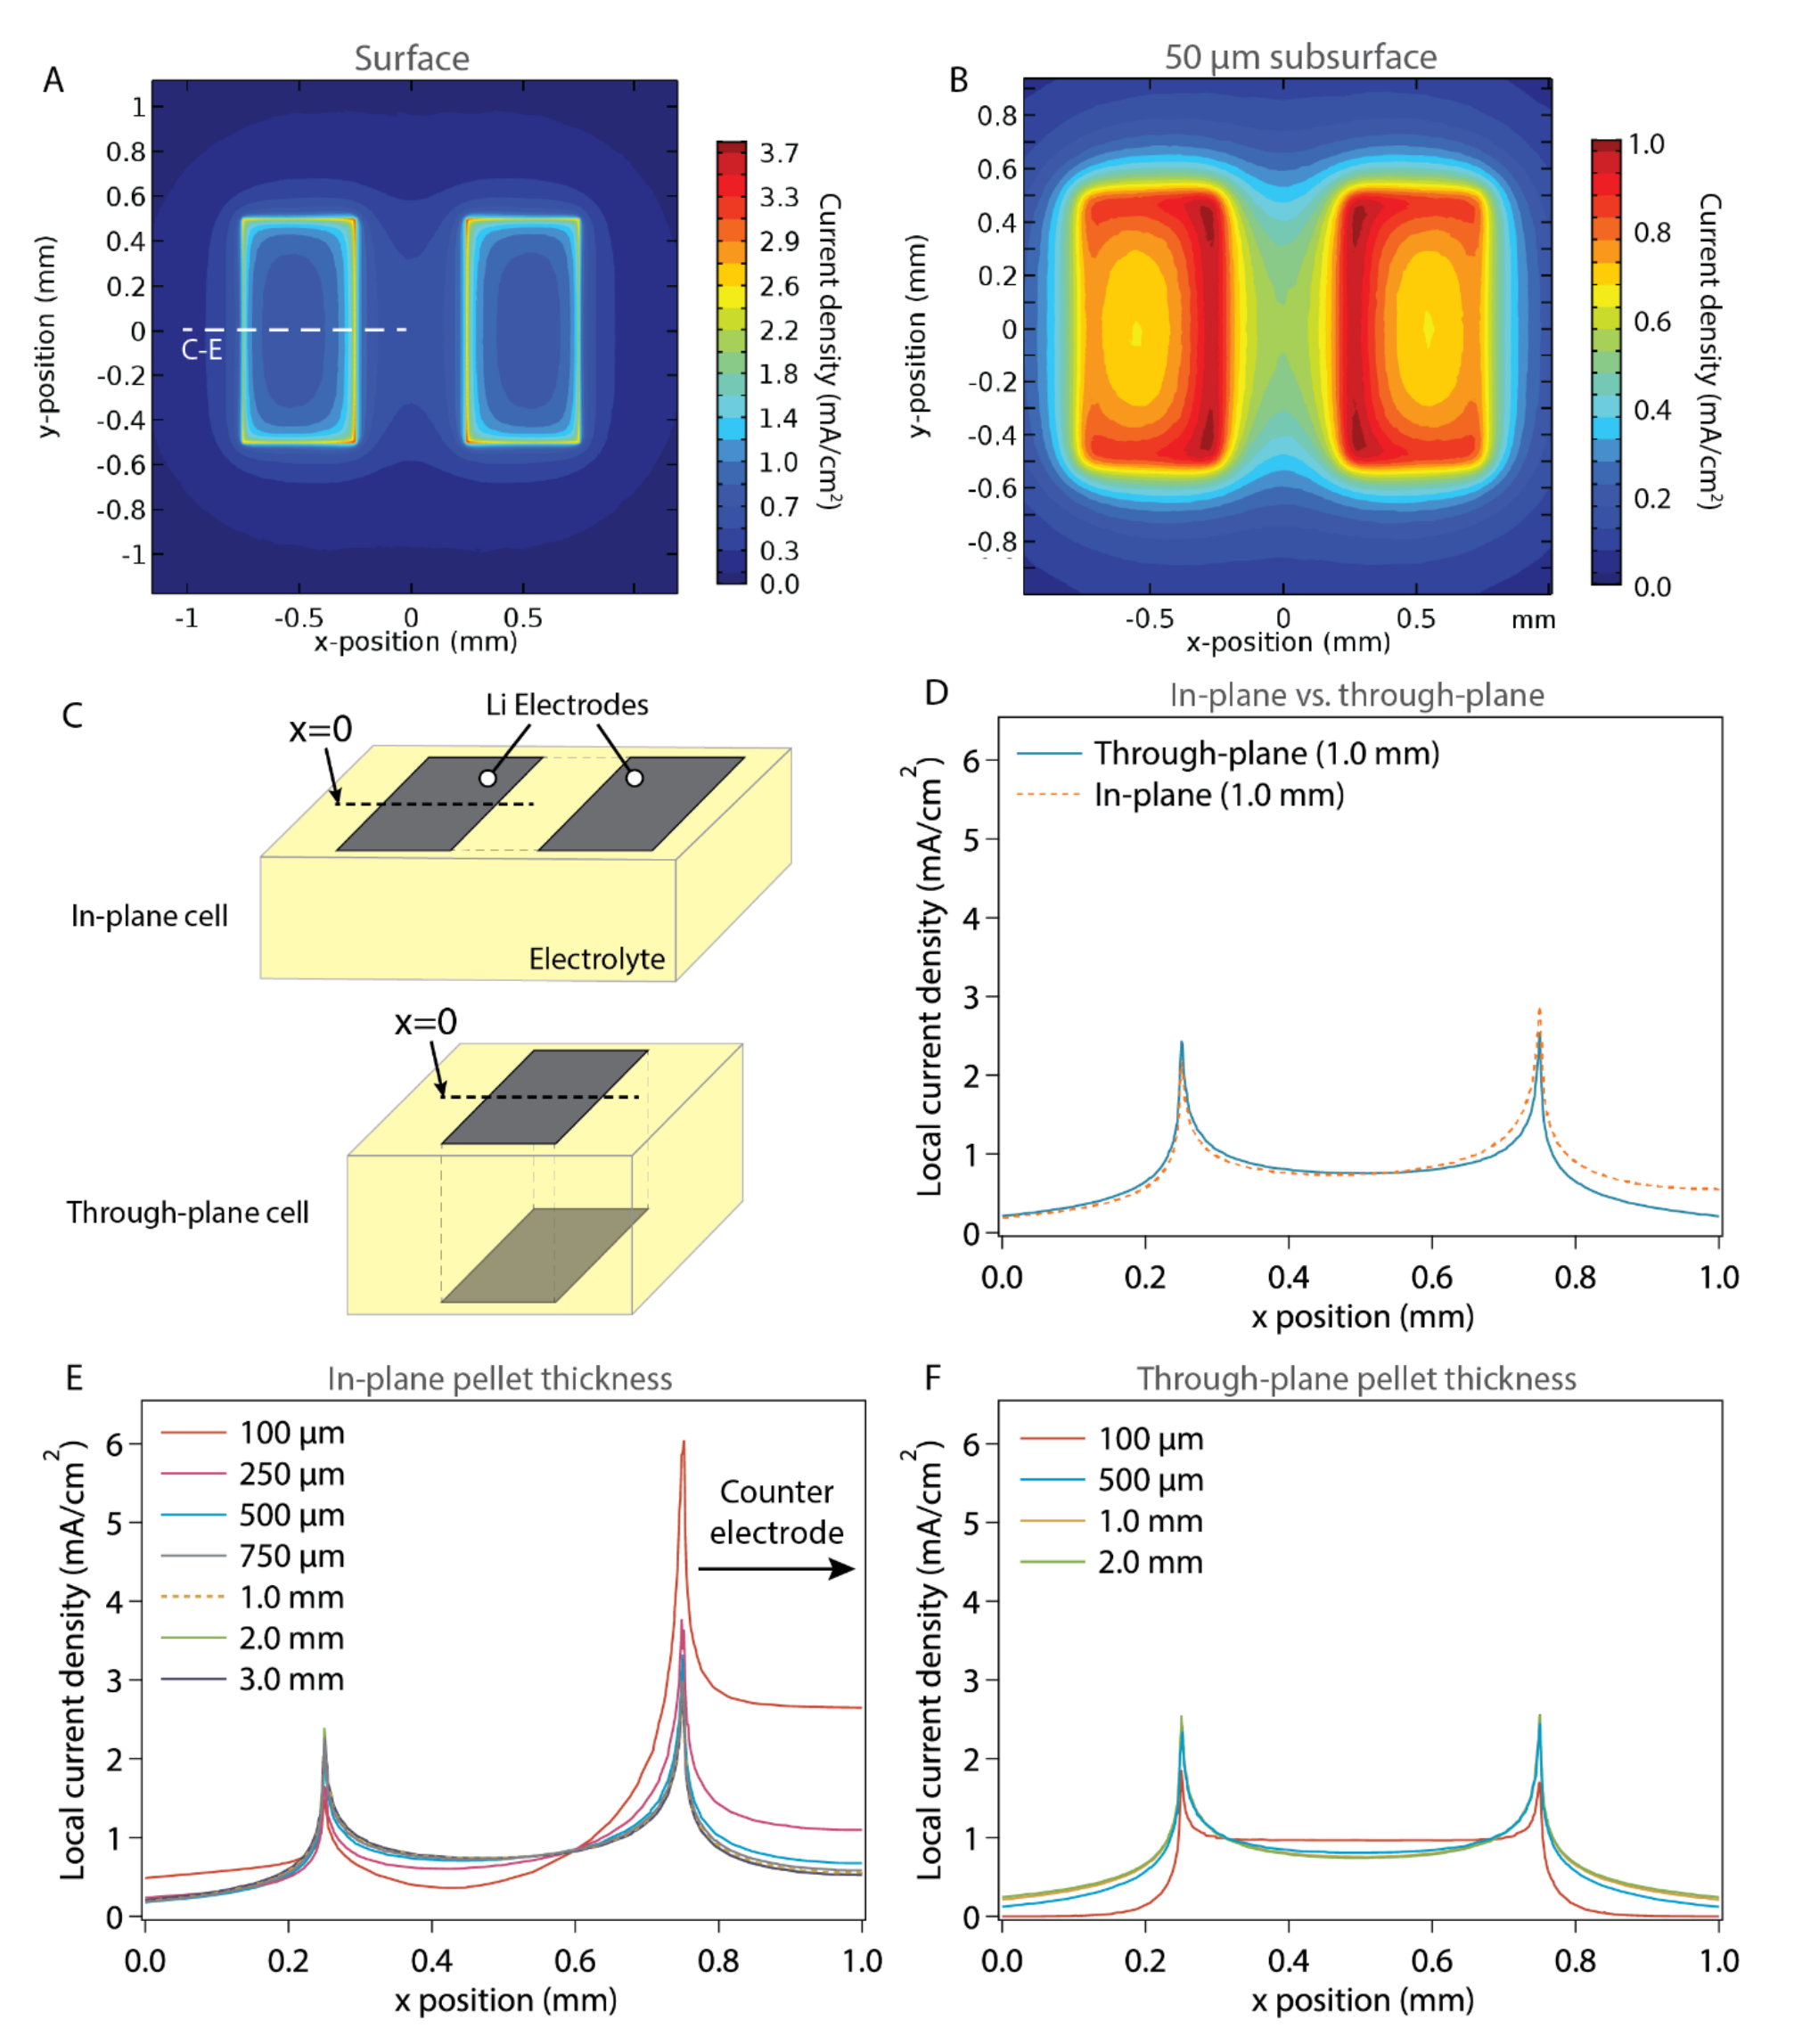 A
Surface
1
0.8
0.6
0.4
0.2
0
-0.2
-0.4
-0.6
-0.8
-1
y-position (mm)
C-E
-1
-0.5
0
0.5
x-position (mm)
3.7
3.3
2.9
2.6
2.2
1.8
1.4
1.0
0.7
0.3
0.0
Current density (mA/cm²)
B
50 µm subsurface
0.8
0.6
0.4
0.2
0
-0.2
-0.4
-0.6
-0.8
y-position (mm)
-0.5
0
0.5
mm
x-position (mm)
1.0
0.8
0.6
0.4
0.2
0.0
Current density (mA/cm²)
C
Li Electrodes
x=0
In-plane cell
Electrolyte
x=0
Through-plane cell
D
In-plane vs. through-plane
Through-plane (1.0 mm)
In-plane (1.0 mm)
6
5
4
3
2
1
0
Local current density (mA/cm²)
0.0
0.2
0.4
0.6
0.8
1.0
x position (mm)
E
In-plane pellet thickness
100 µm
250 µm
500 µm
750 µm
1.0 mm
2.0 mm
3.0 mm
Counter
electrode
6
5
4
3
2
1
0
Local current density (mA/cm²)
0.0
0.2
0.4
0.6
0.8
1.0
x position (mm)
F
Through-plane pellet thickness
100 µm
500 µm
1.0 mm
2.0 mm
6
5
4
3
2
1
0
Local current density (mA/cm²)
0.0
0.2
0.4
0.6
0.8
1.0
x position (mm)